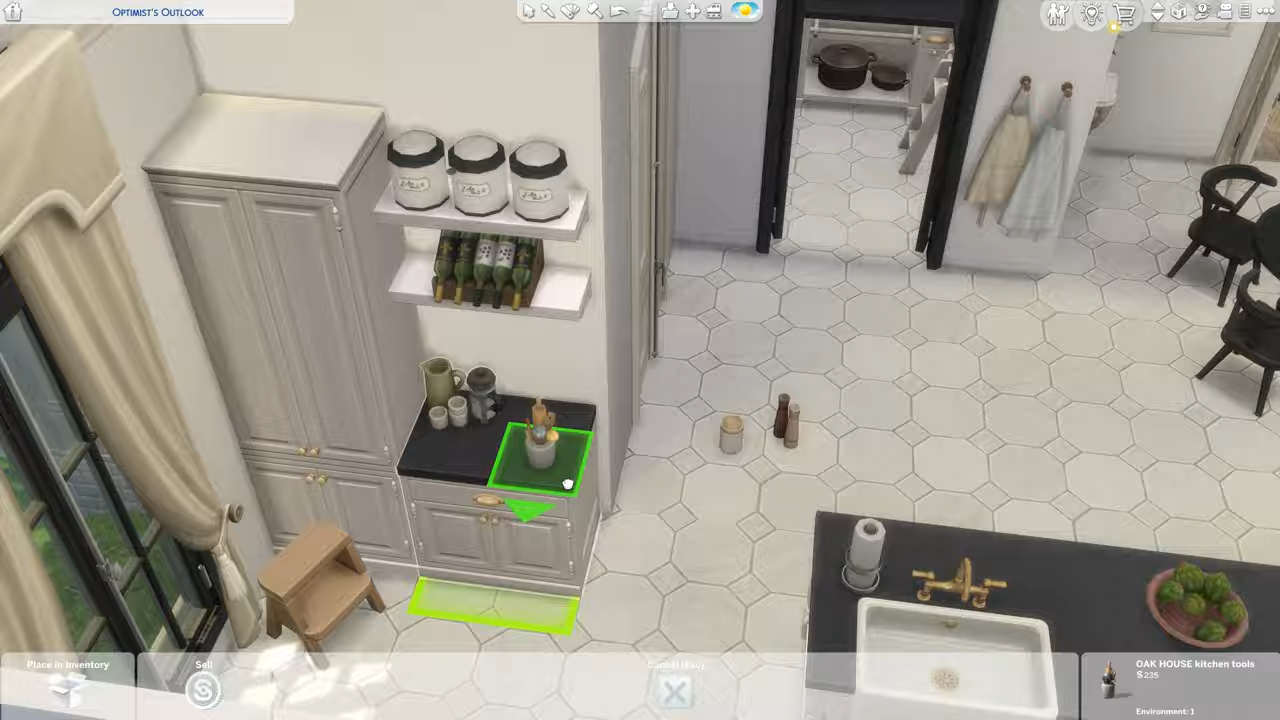 OPTIMIST'S OUTLOOK
Place in Inventory
Sell
Cancel (Esc)
OAK HOUSE kitchen tools
§235
Environment: 1